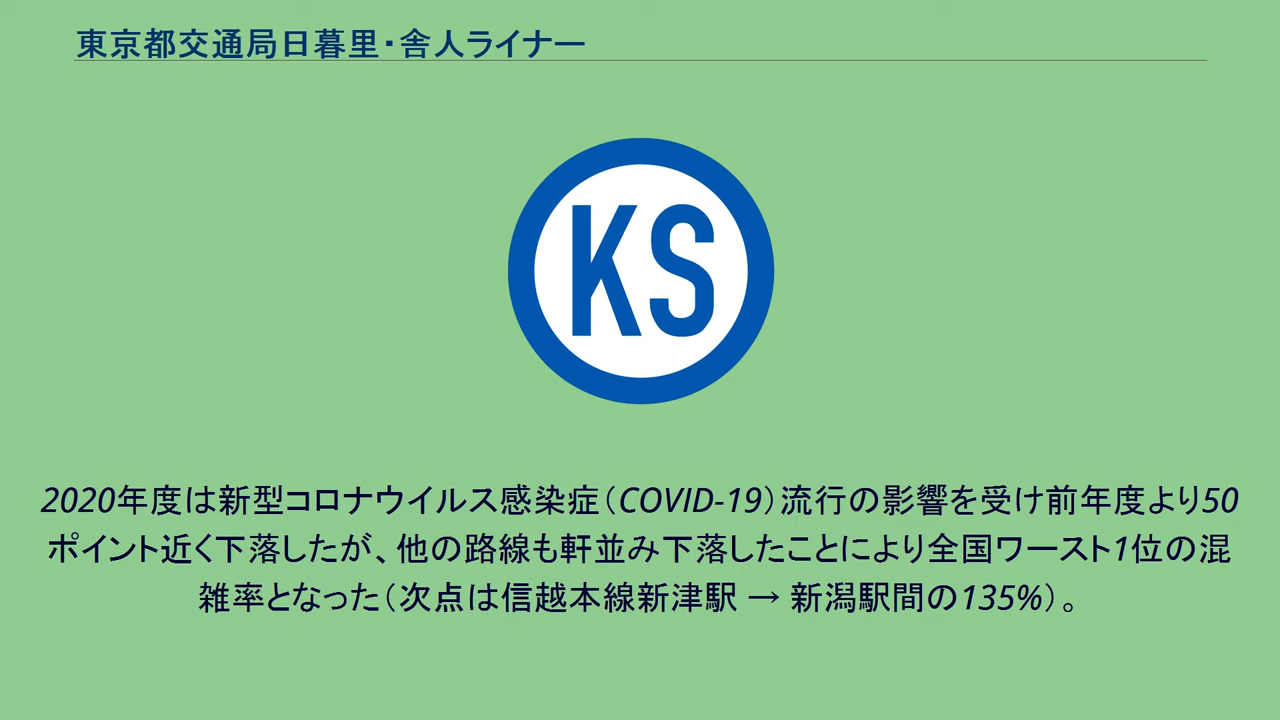 東京都交通局日暮里・舎人ライナー
KS
2020年度は新型コロナウイルス感染症（COVID-19）流行の影響を受け前年度より50
ポイント近く下落したが、他の路線も軒並み下落したことにより全国ワースト1位の混
雑率となった（次点は信越本線新津駅 → 新潟駅間の135%）。